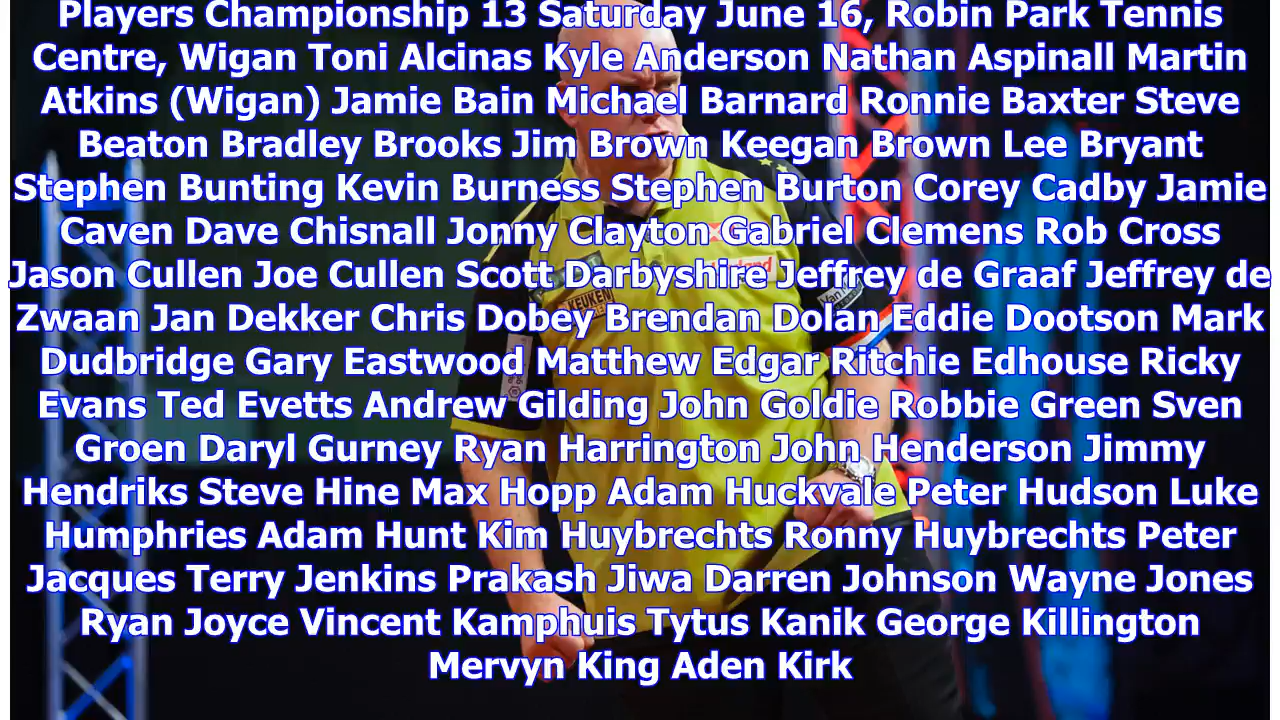 Players Championship 13 Saturday June 16, Robin Park Tennis
Centre, Wigan Toni Alcinas Kyle Anderson Nathan Aspinall Martin
Atkins (Wigan) Jamie Bain Michael Barnard Ronnie Baxter Steve
Beaton Bradley Brooks Jim Brown Keegan Brown Lee Bryant
Stephen Bunting Kevin Burness Stephen Burton Corey Cadby Jamie
Caven Dave Chisnall Jonny Clayton Gabriel Clemens Rob Cross
Jason Cullen Joe Cullen Scott Darbyshire Jeffrey de Graaf Jeffrey de
Zwaan Jan Dekker Chris Dobey Brendan Dolan Eddie Dootson Mark
Dudbridge Gary Eastwood Matthew Edgar Ritchie Edhouse Ricky
Evans Ted Evetts Andrew Gilding John Goldie Robbie Green Sven
Groen Daryl Gurney Ryan Harrington John Henderson Jimmy
Hendriks Steve Hine Max Hopp Adam Huckvale Peter Hudson Luke
Humphries Adam Hunt Kim Huybrechts Ronny Huybrechts Peter
Jacques Terry Jenkins Prakash Jiwa Darren Johnson Wayne Jones
Ryan Joyce Vincent Kamphuis Tytus Kanik George Killington
Mervyn King Aden Kirk
KEUKEN